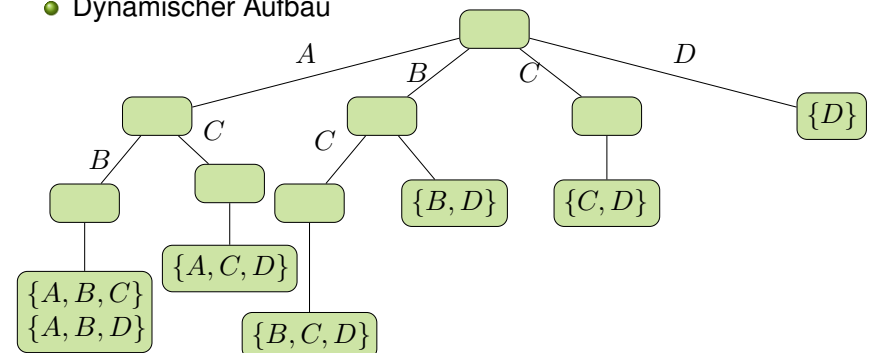 Dynamischer Aufbau
A
B
C
D
{D}
B
C
C
{B, D}
{C, D}
{A, C, D}
{A, B, C}
{A, B, D}
{B, C, D}